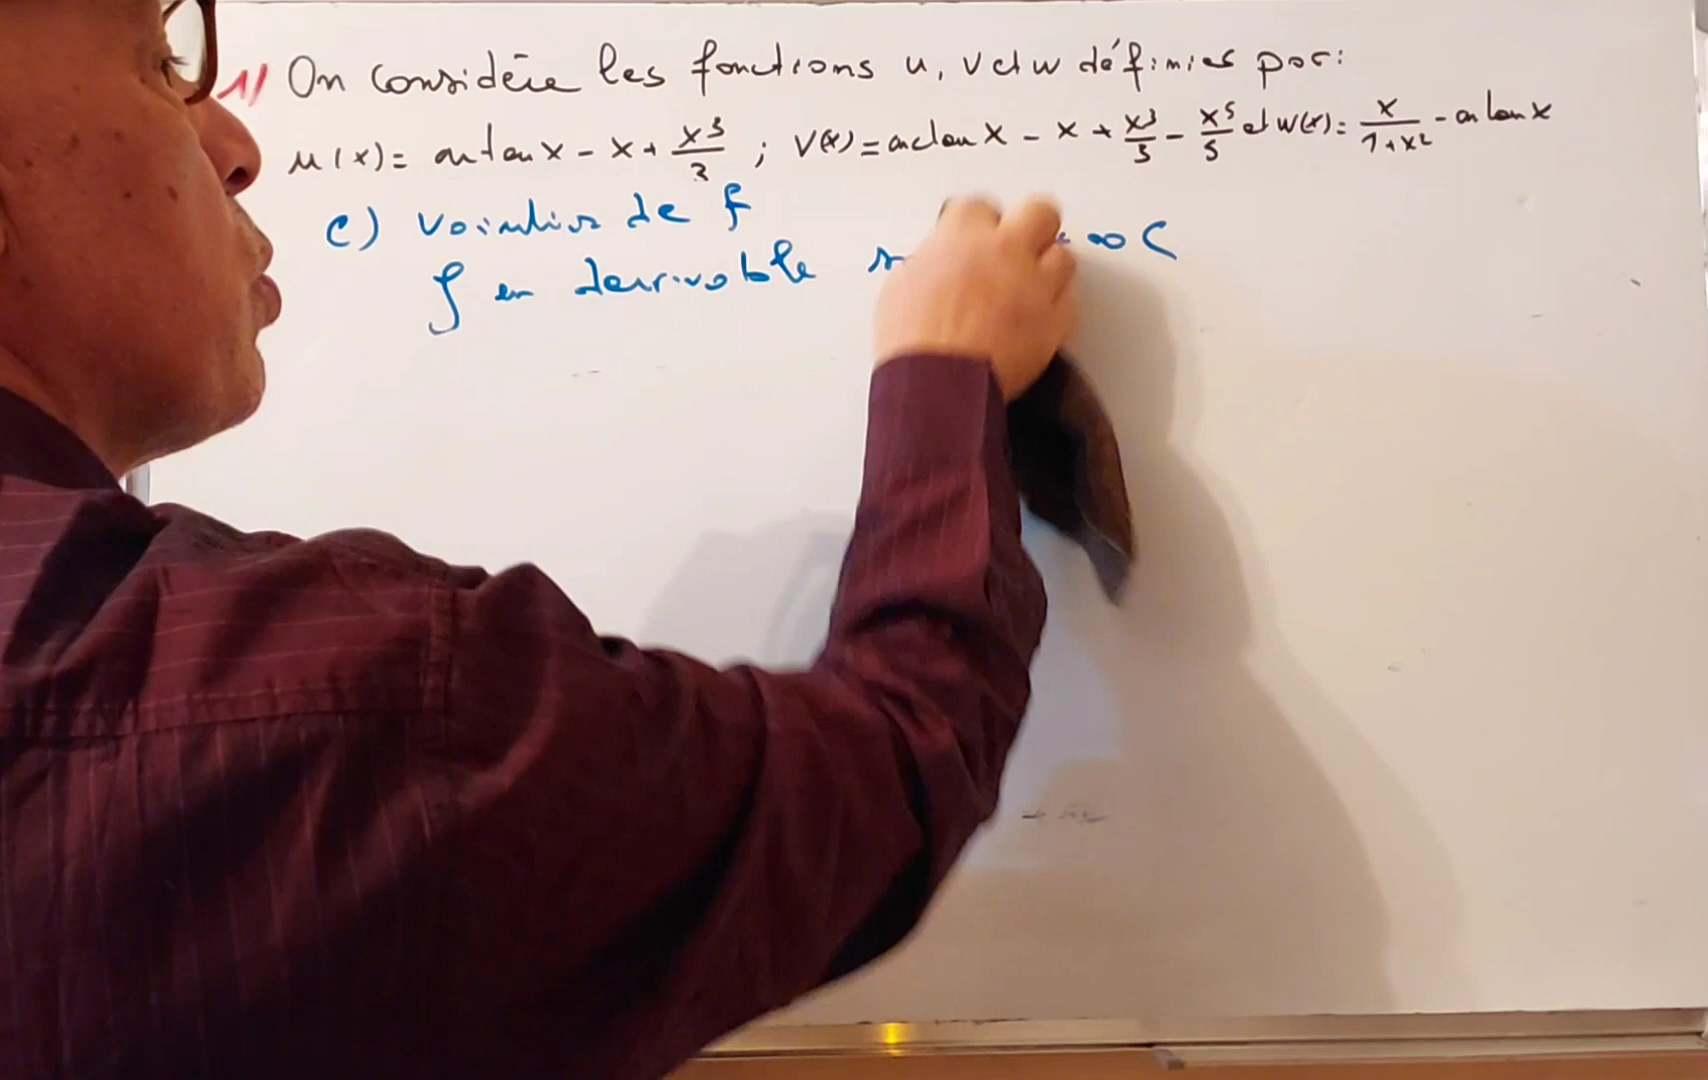 1) On considère les fonctions u, v et w définies par:
u(x) = arctan x - x + x³/3 ; v(x) = arctan x - x + x³/3 - x⁵/5 et w(x) = x/(1+x²) - arctan x
c) variation de f
f est dérivable ∞[